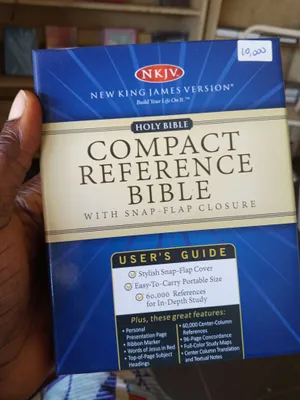 10,000
NKJV
NEW KING JAMES VERSION®
Build Your Life On It.™
HOLY BIBLE
COMPACT
REFERENCE
BIBLE
WITH SNAP-FLAP CLOSURE
USER'S GUIDE
Stylish Snap-Flap Cover
Easy-To-Carry Portable Size
60,000 References
for In-Depth Study
Plus, these great features:
• Personal
Presentation Page
• Ribbon Marker
• Words of Jesus in Red
• Top-of-Page Subject
Headings
• 60,000 Center-Column
References
• 96-Page Concordance
• Full-Color Study Maps
• Center Column Translation
and Textual Notes